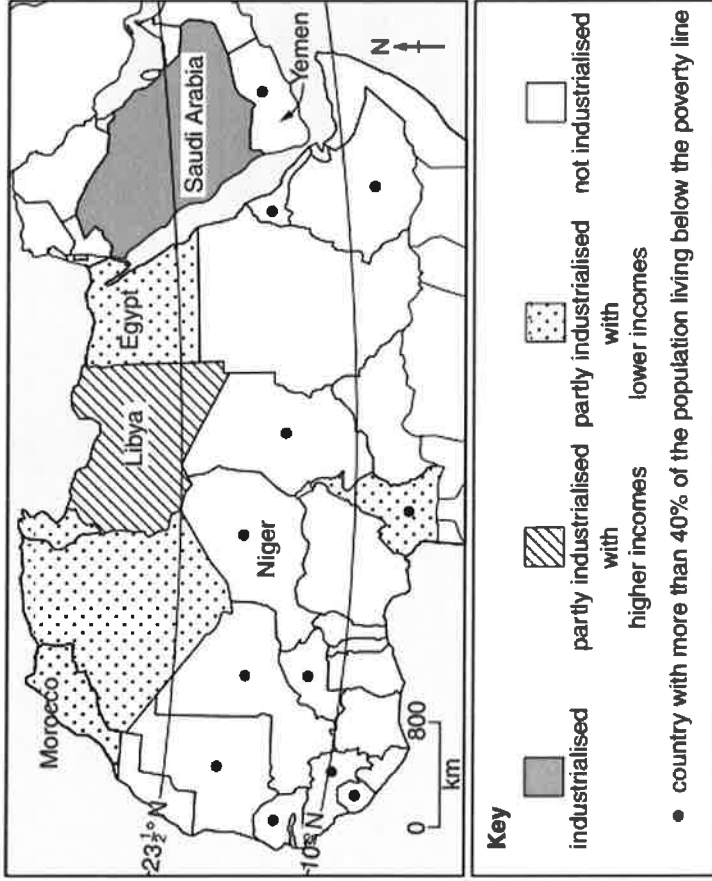 Morocco
Libya
Egypt
Saudi Arabia
Niger
Yemen
N
23½° N
10° N
0 800
km
Key
industrialised
partly industrialised
with
higher incomes
partly industrialised
with
lower incomes
not industrialised
● country with more than 40% of the population living below the poverty line